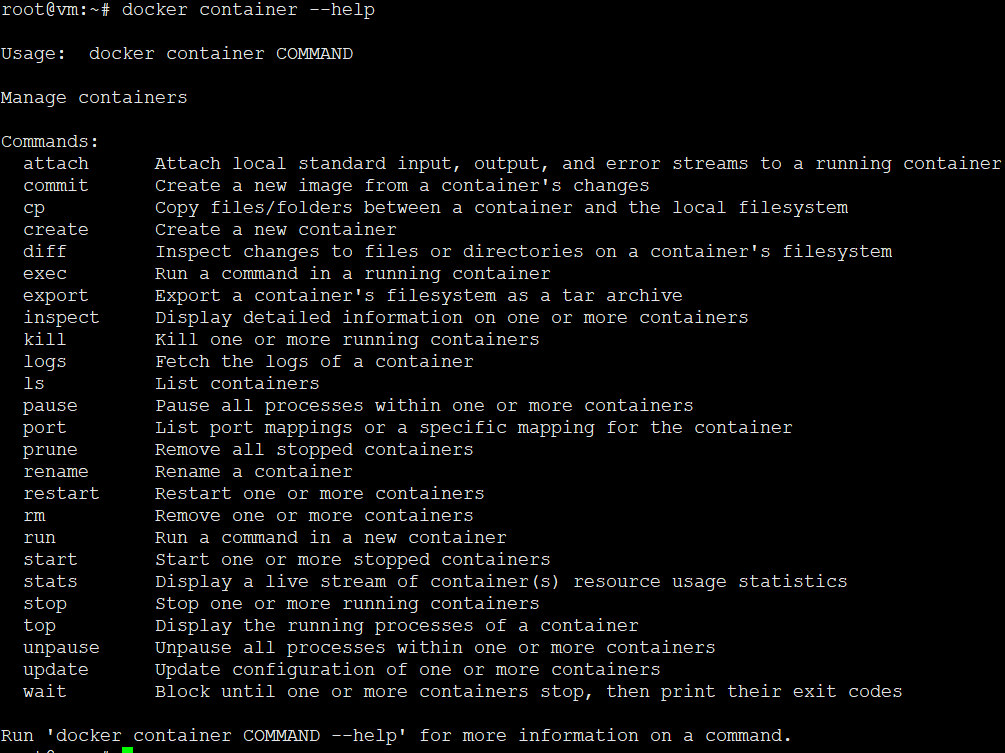 root@vm:~# docker container --help
Usage:  docker container COMMAND
Manage containers
Commands:
  attach      Attach local standard input, output, and error streams to a running container
  commit      Create a new image from a container's changes
  cp          Copy files/folders between a container and the local filesystem
  create      Create a new container
  diff        Inspect changes to files or directories on a container's filesystem
  exec        Run a command in a running container
  export      Export a container's filesystem as a tar archive
  inspect     Display detailed information on one or more containers
  kill        Kill one or more running containers
  logs        Fetch the logs of a container
  ls          List containers
  pause       Pause all processes within one or more containers
  port        List port mappings or a specific mapping for the container
  prune       Remove all stopped containers
  rename      Rename a container
  restart     Restart one or more containers
  rm          Remove one or more containers
  run         Run a command in a new container
  start       Start one or more stopped containers
  stats       Display a live stream of container(s) resource usage statistics
  stop        Stop one or more running containers
  top         Display the running processes of a container
  unpause     Unpause all processes within one or more containers
  update      Update configuration of one or more containers
  wait        Block until one or more containers stop, then print their exit codes
Run 'docker container COMMAND --help' for more information on a command.